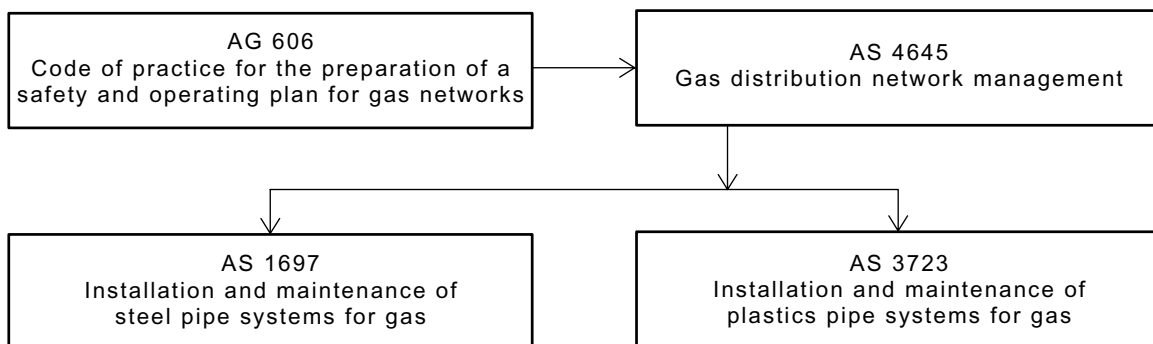 AG 606
Code of practice for the preparation of a
safety and operating plan for gas networks
AS 4645
Gas distribution network management
AS 1697
Installation and maintenance of
steel pipe systems for gas
AS 3723
Installation and maintenance of
plastics pipe systems for gas